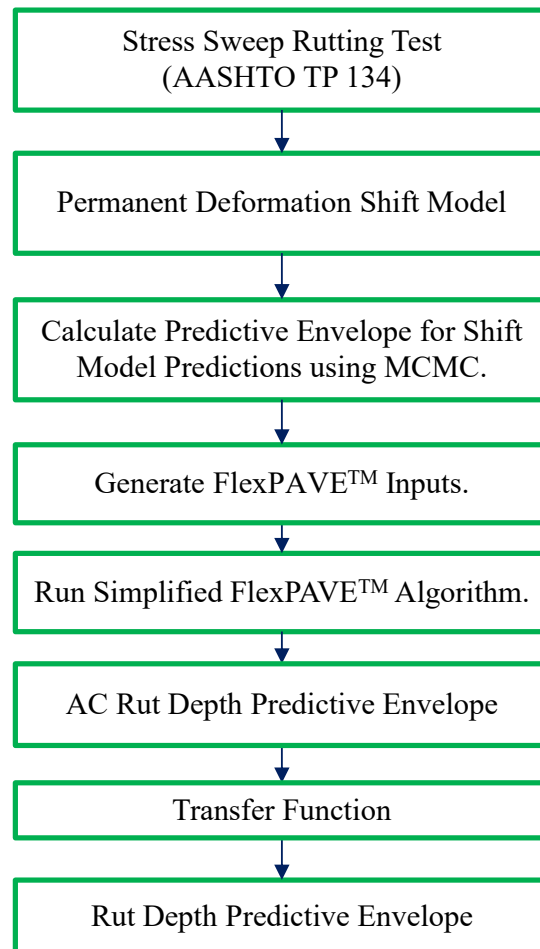 Stress Sweep Rutting Test
(AASHTO TP 134)
Permanent Deformation Shift Model
Calculate Predictive Envelope for Shift
Model Predictions using MCMC.
Generate FlexPAVE™ Inputs.
Run Simplified FlexPAVE™ Algorithm.
AC Rut Depth Predictive Envelope
Transfer Function
Rut Depth Predictive Envelope